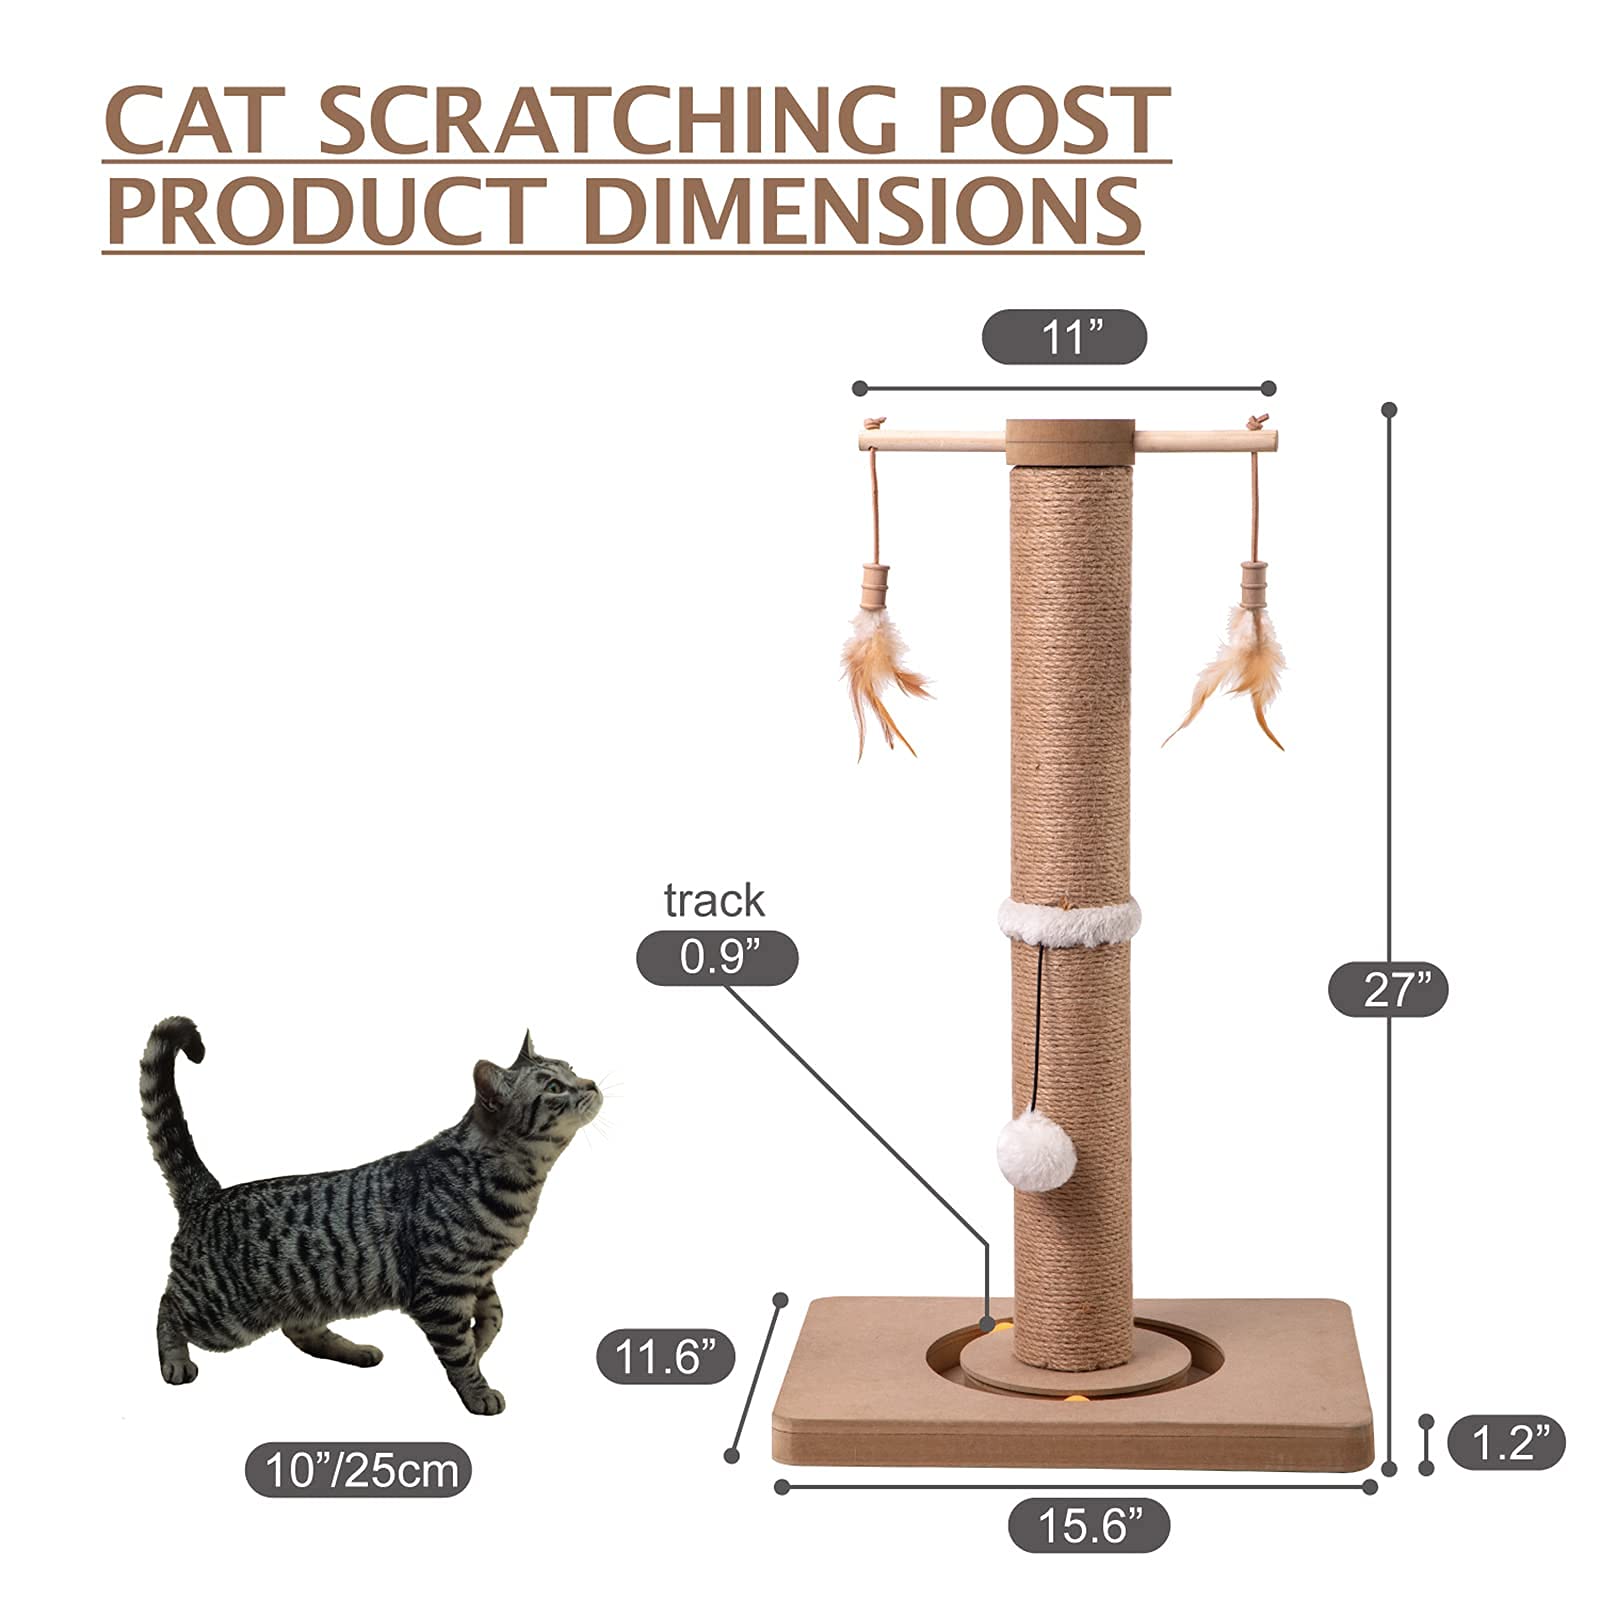 CAT SCRATCHING POST
PRODUCT DIMENSIONS
11”
track
0.9”
27”
11.6”
1.2”
10”/25cm
15.6”